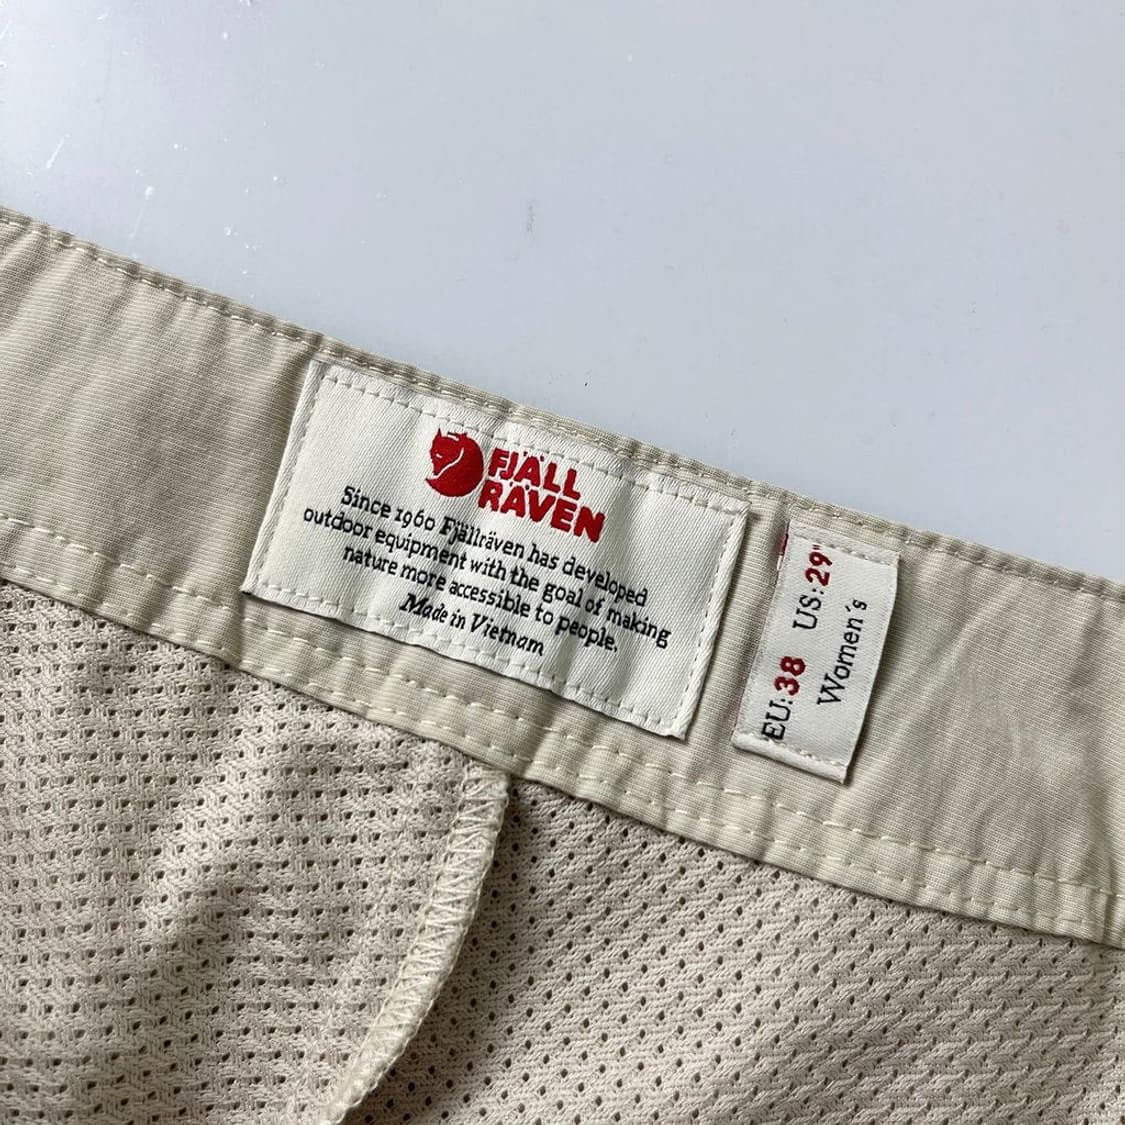 FJÄLL
RÄVEN
Since 1960 Fjällräven has developed
outdoor equipment with the goal of making
nature more accessible to people.
Made in Vietnam
EU:38 US:29"
Women´s